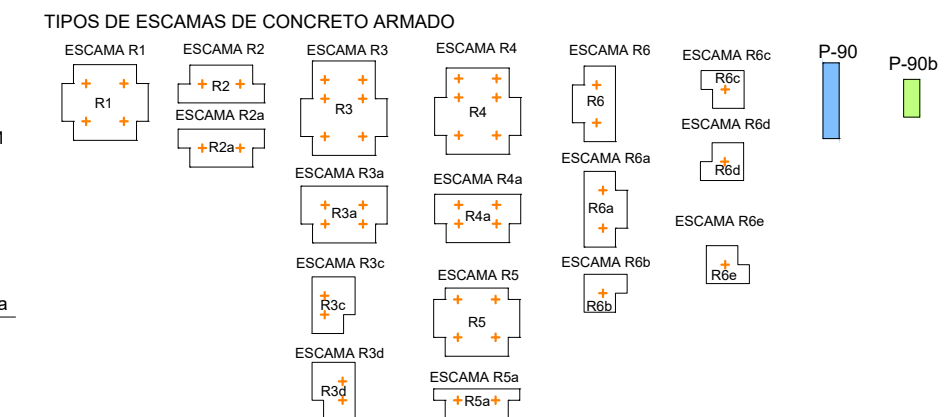 TIPOS DE ESCAMAS DE CONCRETO ARMADO
ESCAMA R1
R1
ESCAMA R2
R2
ESCAMA R2a
R2a
ESCAMA R3
R3
ESCAMA R3a
R3a
ESCAMA R3c
R3c
ESCAMA R3d
R3d
ESCAMA R4
R4
ESCAMA R4a
R4a
ESCAMA R5
R5
ESCAMA R5a
R5a
ESCAMA R6
R6
ESCAMA R6a
R6a
ESCAMA R6b
R6b
ESCAMA R6c
R6c
ESCAMA R6d
R6d
ESCAMA R6e
R6e
P-90
P-90b
a